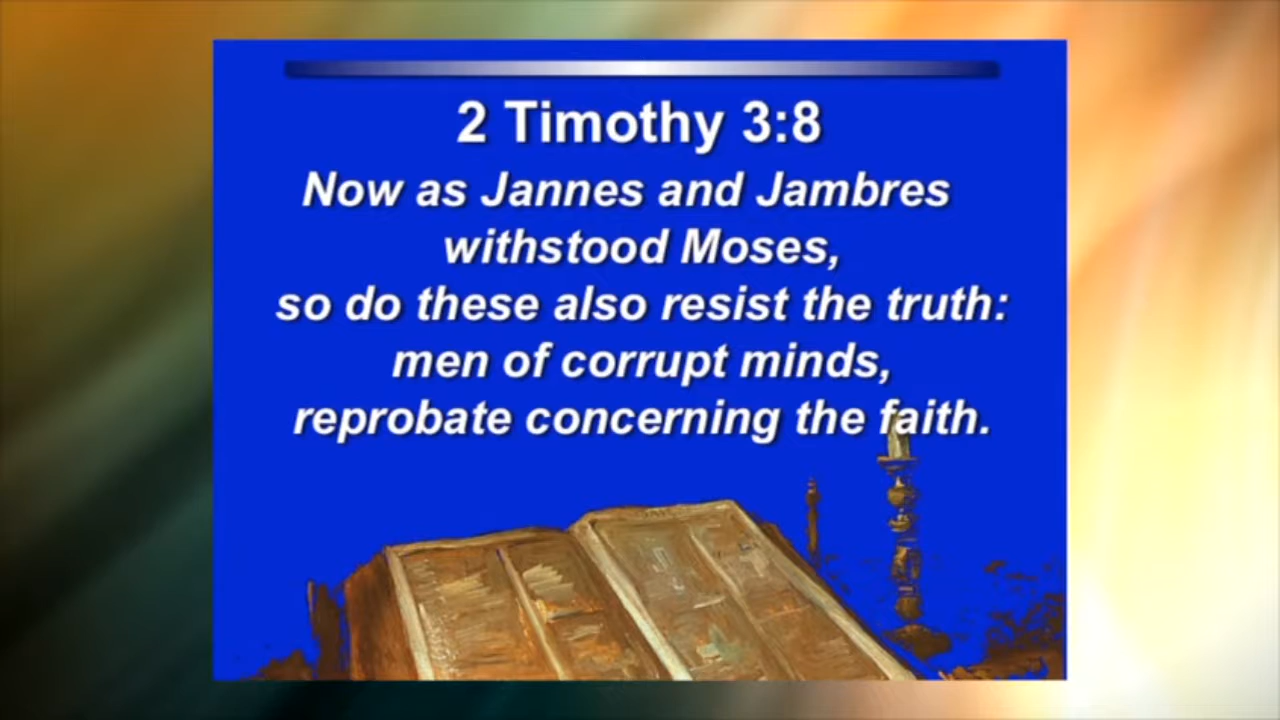 2 Timothy 3:8
Now as Jannes and Jambres
withstood Moses,
so do these also resist the truth:
men of corrupt minds,
reprobate concerning the faith.